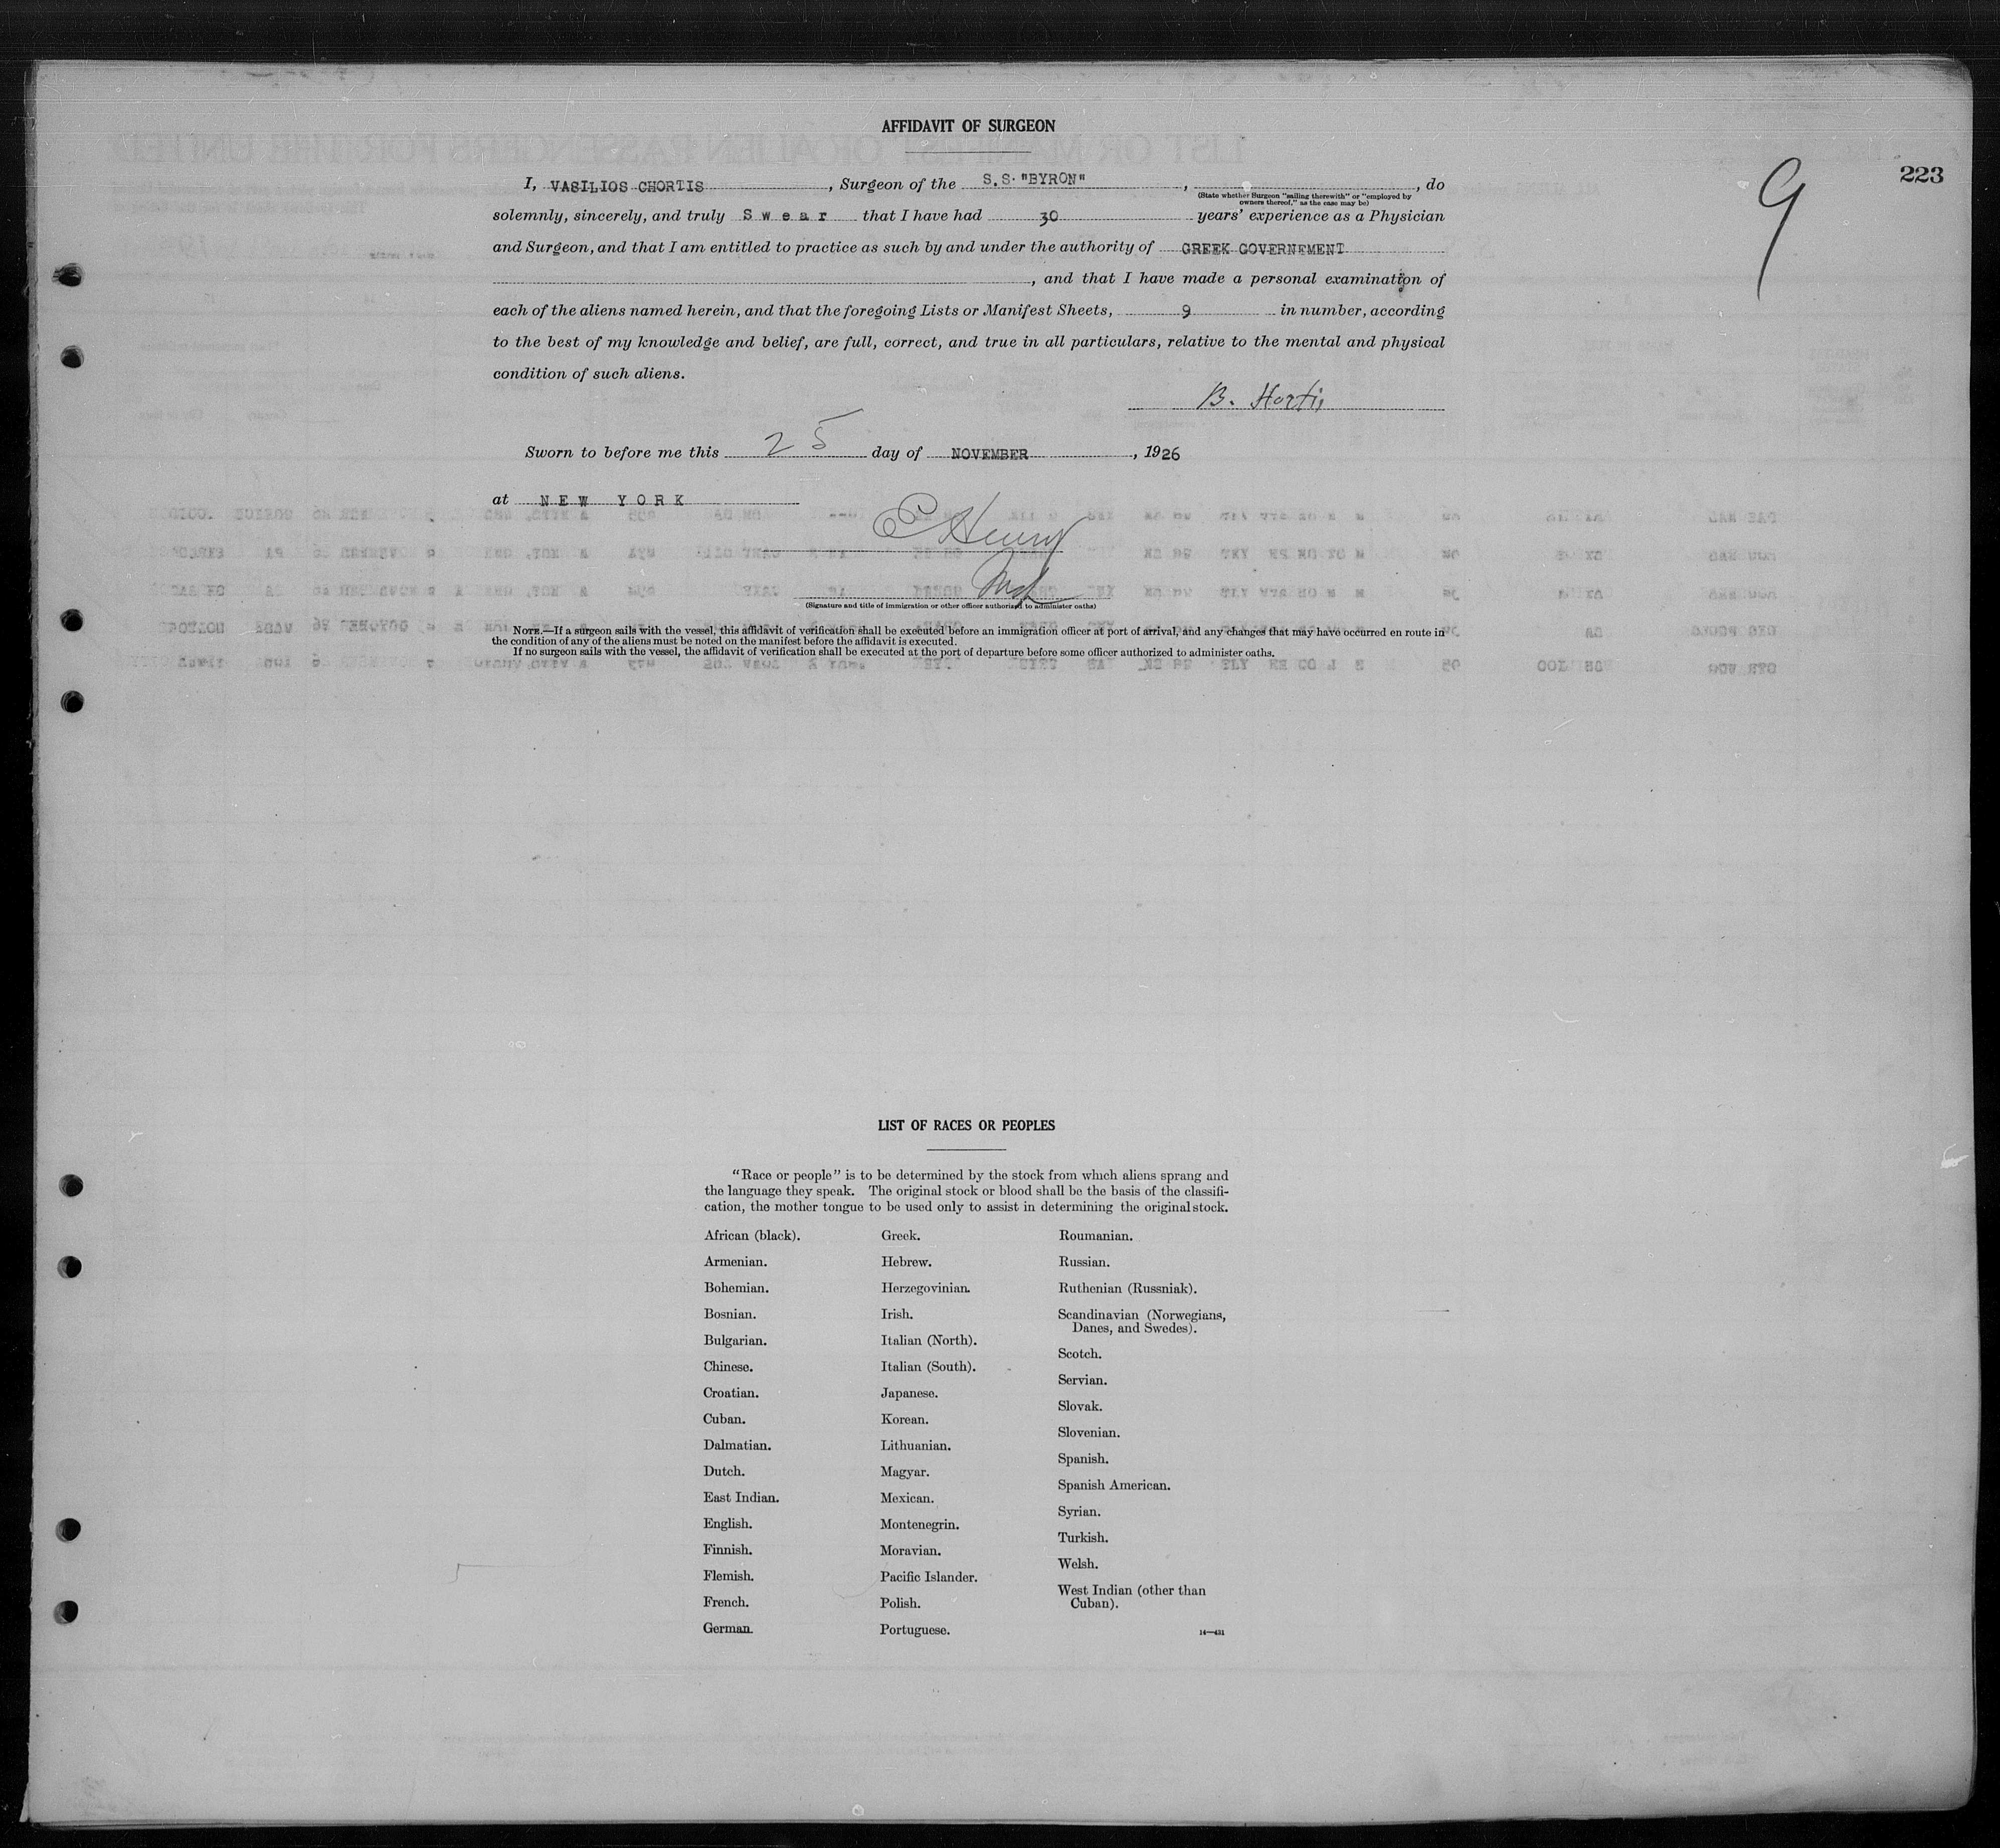 AFFIDAVIT OF SURGEON
9
223
I, VASILIOS CHORTIS, Surgeon of the S.S. "BYRON", , do
(State whether Surgeon "sailing therewith" or "employed by
owners thereof," as the case may be)
solemnly, sincerely, and truly Swear that I have had 30 years' experience as a Physician
and Surgeon, and that I am entitled to practice as such by and under the authority of GREEK GOVERNEMENT
, and that I have made a personal examination of
each of the aliens named herein, and that the foregoing Lists or Manifest Sheets, 9 in number, according
to the best of my knowledge and belief, are full, correct, and true in all particulars, relative to the mental and physical
condition of such aliens.
B. Hortis
Sworn to before me this 25 day of NOVEMBER, 1926
at NEW YORK
Henry
(Signature and title of immigration or other officer authorized to administer oaths)
NOTE.—If a surgeon sails with the vessel, this affidavit of verification shall be executed before an immigration officer at port of arrival, and any changes that may have occurred en route in
the condition of any of the aliens must be noted on the manifest before the affidavit is executed.
If no surgeon sails with the vessel, the affidavit of verification shall be executed at the port of departure before some officer authorized to administer oaths.
LIST OF RACES OR PEOPLES
"Race or people" is to be determined by the stock from which aliens sprang and
the language they speak. The original stock or blood shall be the basis of the classifi-
cation, the mother tongue to be used only to assist in determining the original stock.
African (black).
Armenian.
Bohemian.
Bosnian.
Bulgarian.
Chinese.
Croatian.
Cuban.
Dalmatian.
Dutch.
East Indian.
English.
Finnish.
Flemish.
French.
German.
Greek.
Hebrew.
Herzegovinian.
Irish.
Italian (North).
Italian (South).
Japanese.
Korean.
Lithuanian.
Magyar.
Mexican.
Montenegrin.
Moravian.
Pacific Islander.
Polish.
Portuguese.
Roumanian.
Russian.
Ruthenian (Russniak).
Scandinavian (Norwegians,
Danes, and Swedes).
Scotch.
Servian.
Slovak.
Slovenian.
Spanish.
Spanish American.
Syrian.
Turkish.
Welsh.
West Indian (other than
Cuban).
14—431